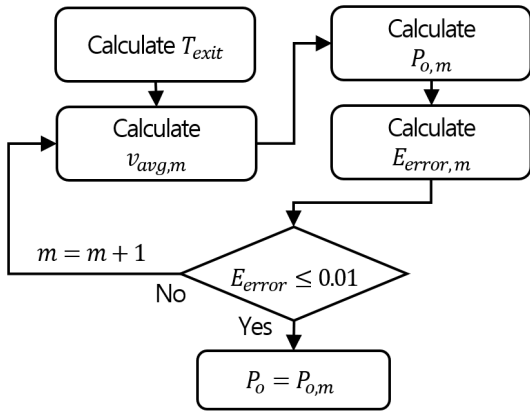 Calculate T_exit
Calculate
v_avg,m
Calculate
P_o,m
Calculate
E_error,m
E_error ≤ 0.01
m = m + 1
No
Yes
P_o = P_o,m